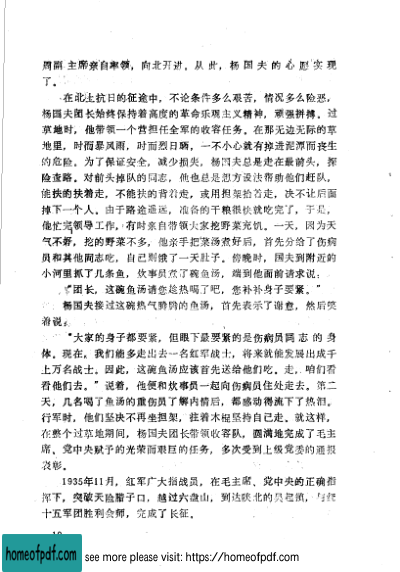 周副主席亲自率领，向北开进。从此，杨国夫的心愿实现
了。
在北上抗日的征途中，不论条件多么艰苦，情况多么险恶，
杨国夫团长始终保持着高度的革命乐观主义精神，顽强拼搏。过
草地时，他带领一个营担任全军的收容任务。在那无边无际的草
地里，时而暴风雨，时而烈日晒，一不小心就有掉进泥潭而丧生
的危险。为了保证安全，减少损失，杨国夫总是走在最前头，探
险查路。对前头掉队的同志，他也总是想方设法帮助他们赶队，
能扶的扶着走，不能扶的背着走，或用担架抬着走，决不让后面
掉下一个人。由于路途遥远，准备的干粮很快就吃完了，于是，
他忙完领导工作，有时亲自带领大家挖野菜充饥。一天，因为天
气不好，挖的野菜不多，他亲手把菜汤煮好后，首先分给了伤病
员和其他同志吃，自己则饿了一天肚子。傍晚时，国夫到附近的
小河里抓了几条鱼，炊事员煮了碗鱼汤，端到他面前请求说：
“团长，这碗鱼汤请您趁热喝了吧，您补补身子要紧。”
杨国夫接过这碗热气腾腾的鱼汤，首先表示了谢意，然后笑
着说：
“大家的身子都要紧，但眼下最要紧的是伤病员同志的身
体。现在，我们能多走出去一名红军战士，将来就能发展出成千
上万名战士。因此，这碗鱼汤应该首先送给他们吃。走，咱们看
看他们去。”说着，他便和炊事员一起向伤病员住处走去。第二
天，几名喝了鱼汤的重伤员了解内情后，都感动得流下了热泪。
行军时，他们坚决不再坐担架，拄着木棍坚持自己走。就这样，
在整个过草地期间，杨国夫团长带领收容队，圆满地完成了毛主
席、党中央赋予的光荣而艰巨的任务，多次受到上级党委的通报
表彰。
1935年11月，红军广大指战员，在毛主席、党中央的正确指
挥下，突破天险腊子口，越过六盘山，到达陕北的吴起镇，与红
十五军团胜利会师，完成了长征。
homeofpdf.com
see more please visit: https://homeofpdf.com